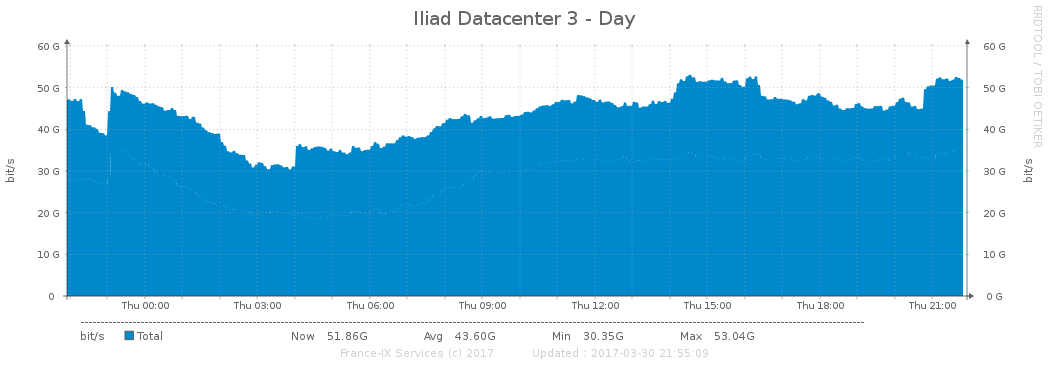 Iliad Datacenter 3 - Day
RRDTOOL / TOBI OETIKER
60 G 60 G
50 G 50 G
40 G 40 G
30 G 30 G
20 G 20 G
10 G 10 G
0 0 G
bit/s bit/s
Thu 00:00 Thu 03:00 Thu 06:00 Thu 09:00 Thu 12:00 Thu 15:00 Thu 18:00 Thu 21:00
bit/s Total Now 51.86G Avg 43.60G Min 30.35G Max 53.04G
France-IX Services (c) 2017 Updated : 2017-03-30 21:55:09